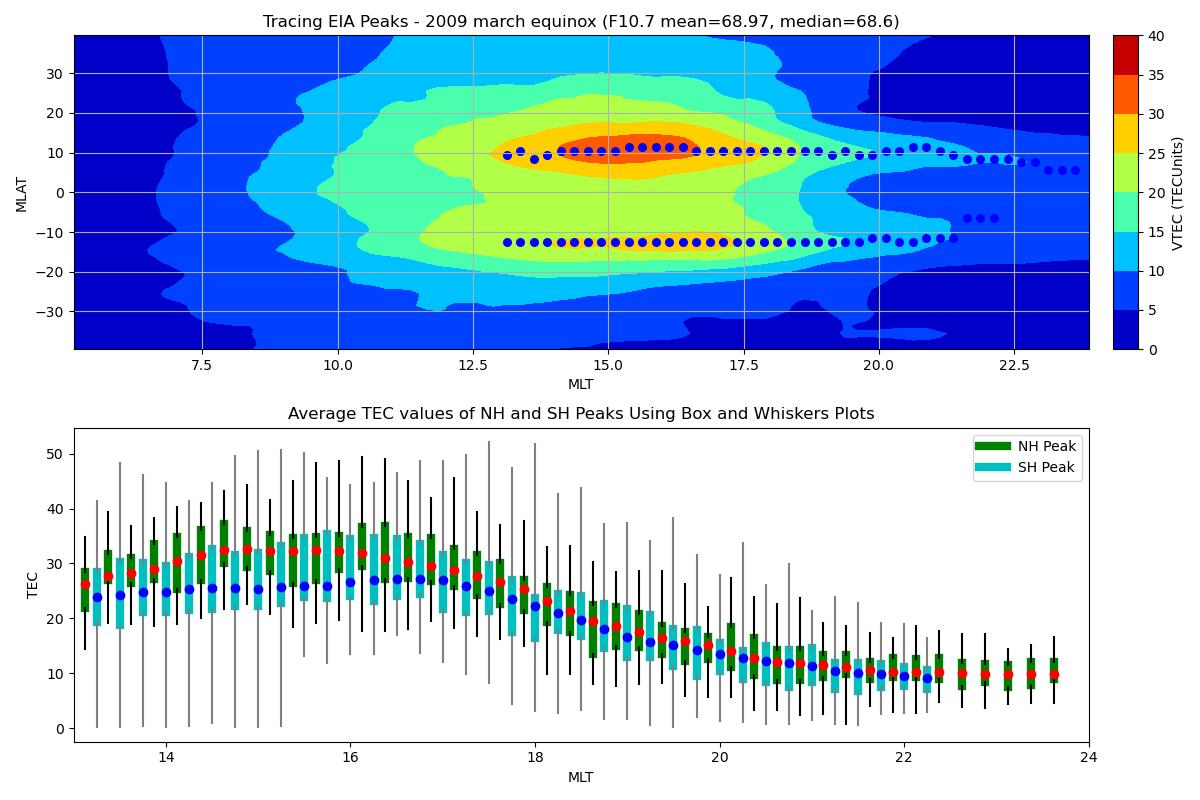 Tracing EIA Peaks - 2009 march equinox (F10.7 mean=68.97, median=68.6)
MLAT
30
20
10
0
−10
−20
−30
7.5 10.0 12.5 15.0 17.5 20.0 22.5
MLT
40
35
30
25
20
15
10
5
0
VTEC (TECUnits)
Average TEC values of NH and SH Peaks Using Box and Whiskers Plots
NH Peak
SH Peak
TEC
50
40
30
20
10
0
14 16 18 20 22 24
MLT